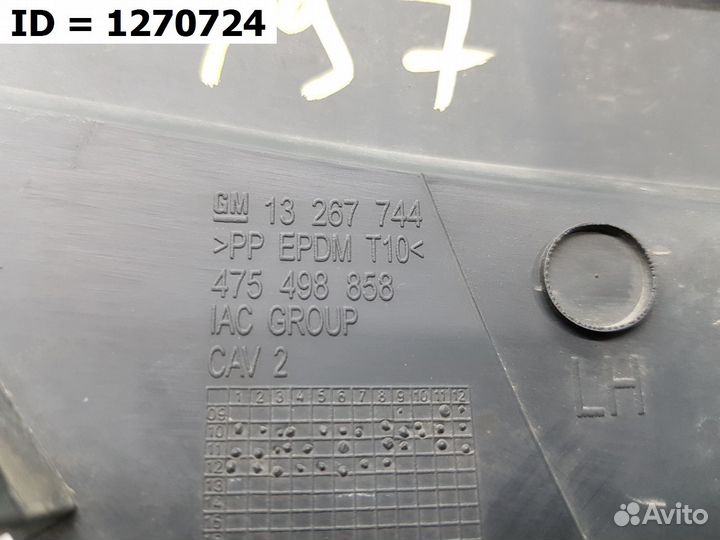 ID = 1270724
197
GM 13 267 744
>PP EPDM T10<
475 498 858
IAC GROUP
CAV 2
LH
1 2 3 4 5 6 7 8 9 10 11 12
09
10
11
12
13
14
15
Avito